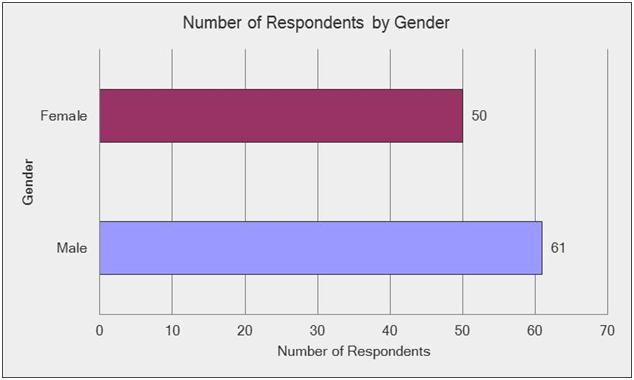 Number of Respondents by Gender
Female
50
Gender
Male
61
0 10 20 30 40 50 60 70
Number of Respondents